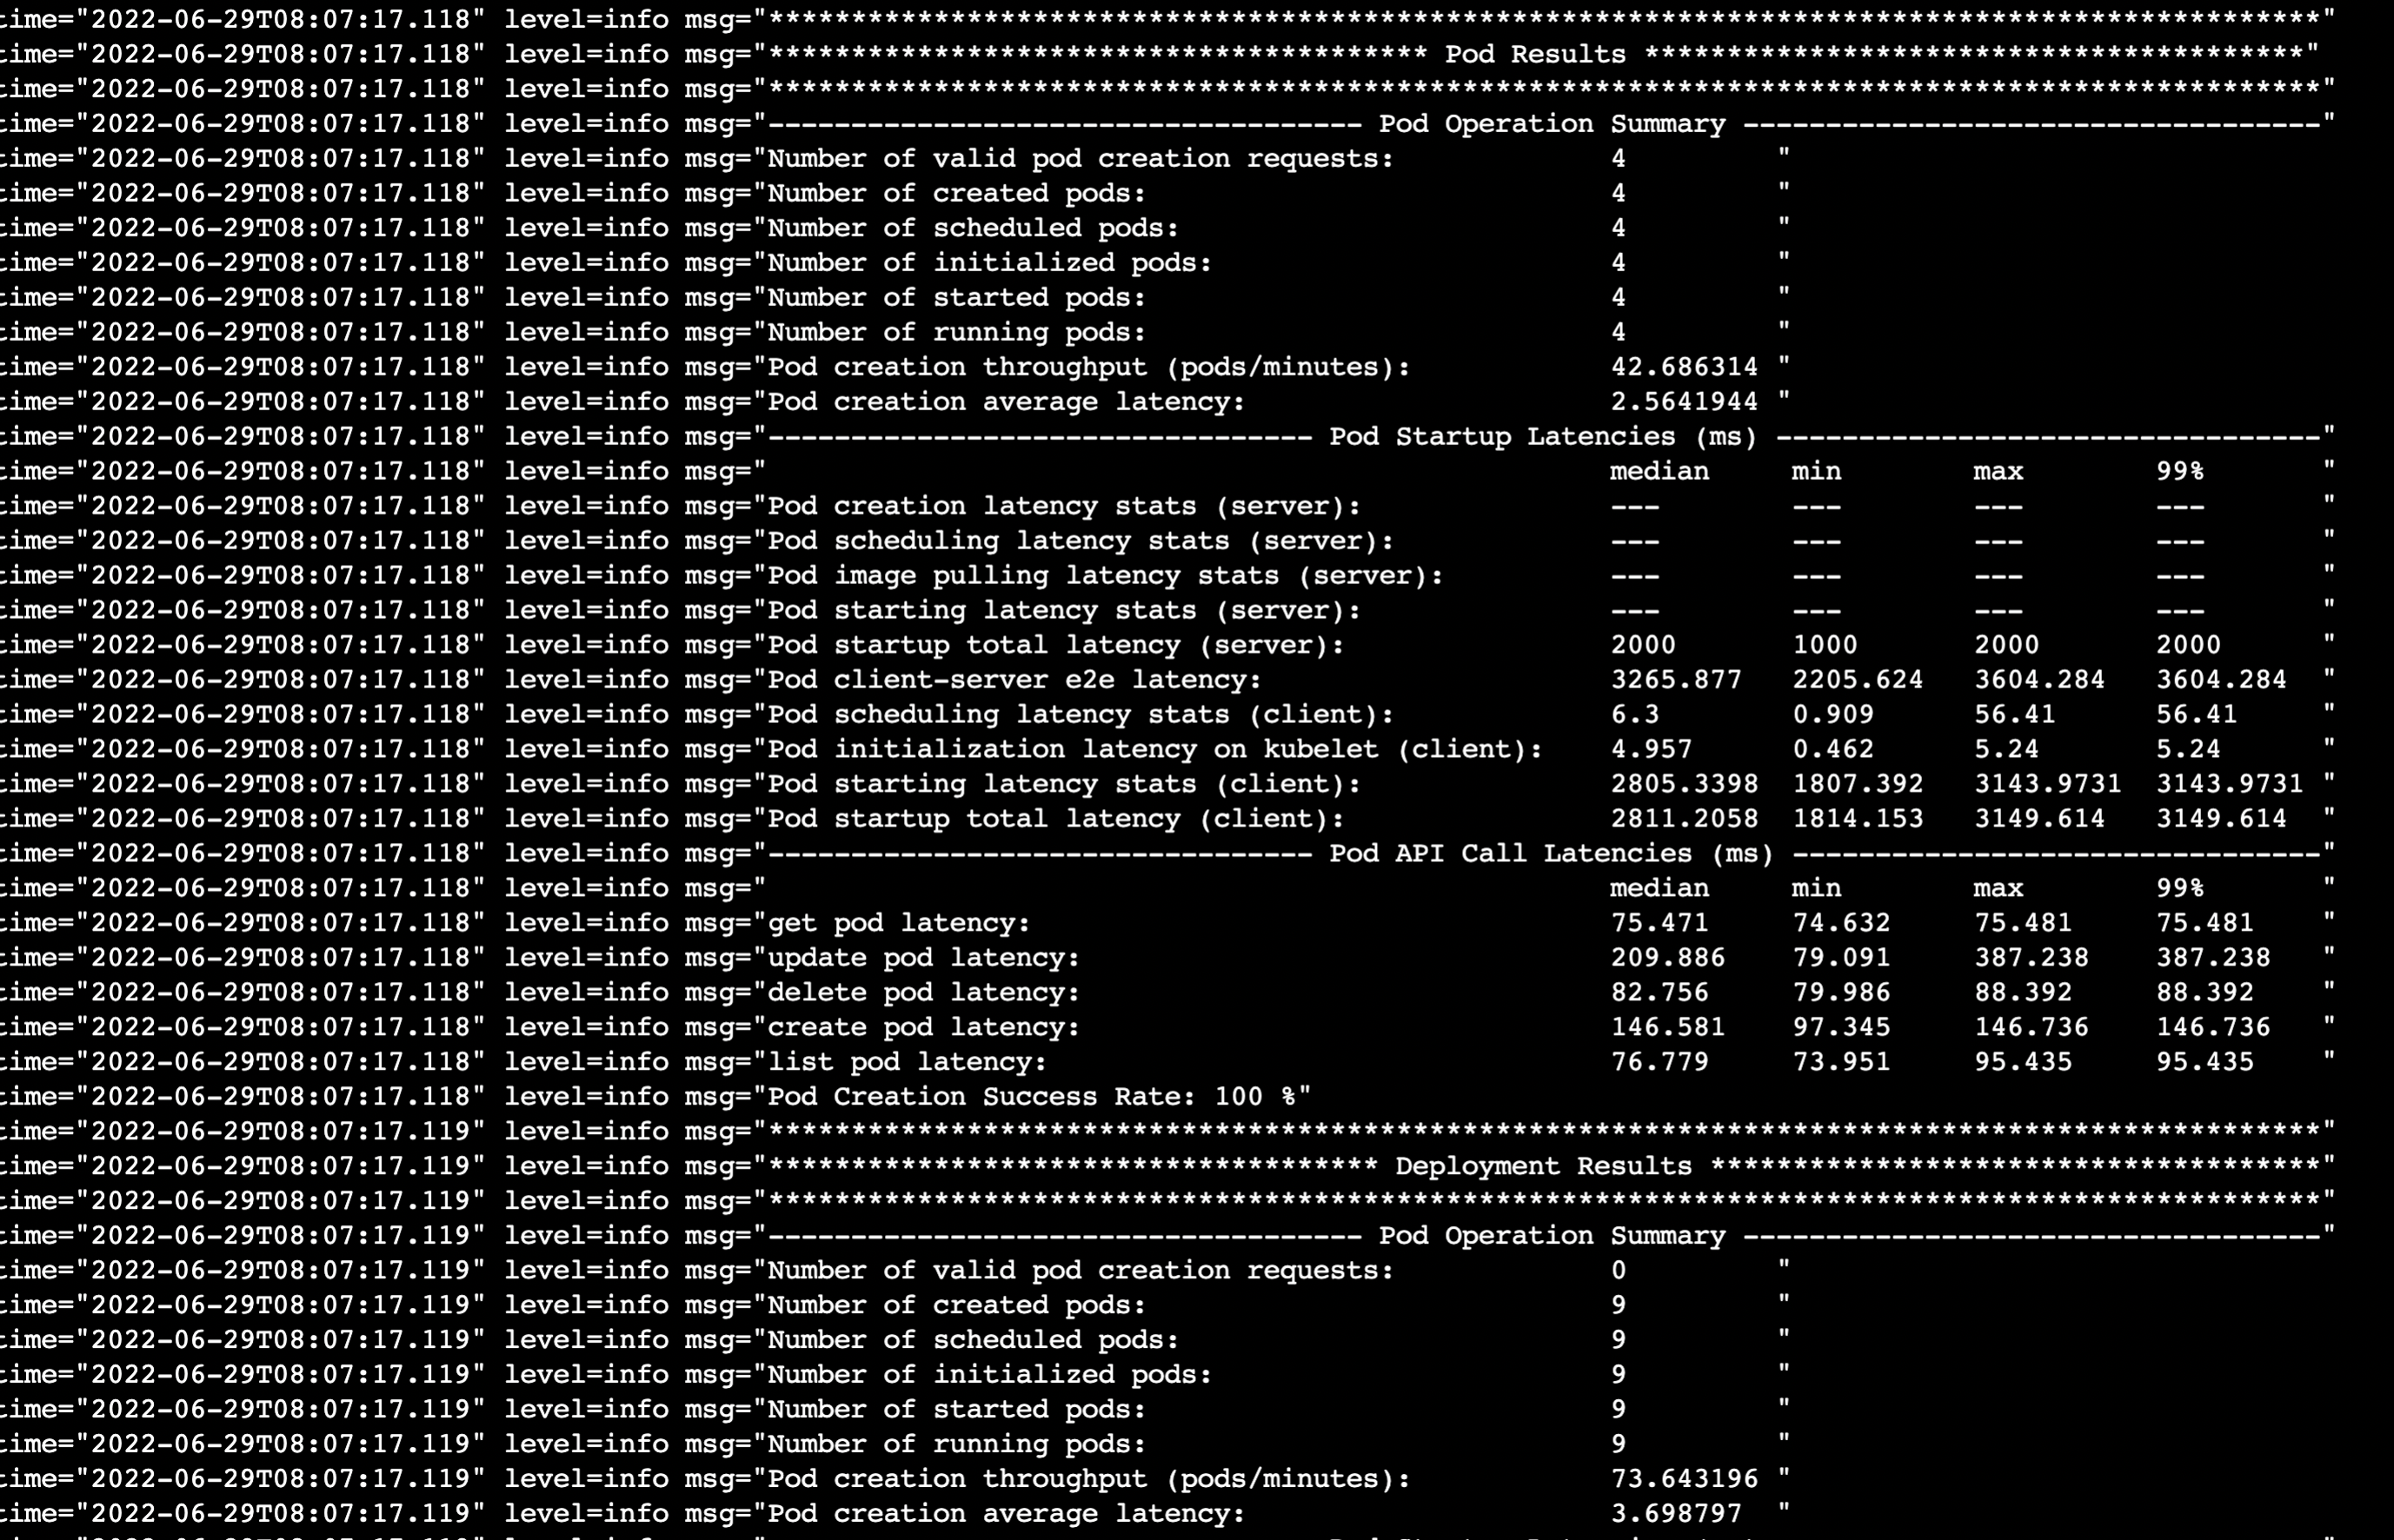 time="2022-06-29T08:07:17.118" level=info msg="**********************************************************************************************"
time="2022-06-29T08:07:17.118" level=info msg="**************************************** Pod Results ****************************************"
time="2022-06-29T08:07:17.118" level=info msg="**********************************************************************************************"
time="2022-06-29T08:07:17.118" level=info msg="------------------------------------ Pod Operation Summary -----------------------------------"
time="2022-06-29T08:07:17.118" level=info msg="Number of valid pod creation requests:             4         "
time="2022-06-29T08:07:17.118" level=info msg="Number of created pods:                            4         "
time="2022-06-29T08:07:17.118" level=info msg="Number of scheduled pods:                          4         "
time="2022-06-29T08:07:17.118" level=info msg="Number of initialized pods:                        4         "
time="2022-06-29T08:07:17.118" level=info msg="Number of started pods:                            4         "
time="2022-06-29T08:07:17.118" level=info msg="Number of running pods:                            4         "
time="2022-06-29T08:07:17.118" level=info msg="Pod creation throughput (pods/minutes):            42.686314 "
time="2022-06-29T08:07:17.118" level=info msg="Pod creation average latency:                      2.5641944 "
time="2022-06-29T08:07:17.118" level=info msg="--------------------------------- Pod Startup Latencies (ms) ---------------------------------"
time="2022-06-29T08:07:17.118" level=info msg="                                                   median     min        max        99%       "
time="2022-06-29T08:07:17.118" level=info msg="Pod creation latency stats (server):               ---        ---        ---        ---       "
time="2022-06-29T08:07:17.118" level=info msg="Pod scheduling latency stats (server):             ---        ---        ---        ---       "
time="2022-06-29T08:07:17.118" level=info msg="Pod image pulling latency stats (server):          ---        ---        ---        ---       "
time="2022-06-29T08:07:17.118" level=info msg="Pod starting latency stats (server):               ---        ---        ---        ---       "
time="2022-06-29T08:07:17.118" level=info msg="Pod startup total latency (server):                2000       1000       2000       2000      "
time="2022-06-29T08:07:17.118" level=info msg="Pod client-server e2e latency:                     3265.877   2205.624   3604.284   3604.284  "
time="2022-06-29T08:07:17.118" level=info msg="Pod scheduling latency stats (client):             6.3        0.909      56.41      56.41     "
time="2022-06-29T08:07:17.118" level=info msg="Pod initialization latency on kubelet (client):    4.957      0.462      5.24       5.24      "
time="2022-06-29T08:07:17.118" level=info msg="Pod starting latency stats (client):               2805.3398  1807.392   3143.9731  3143.9731 "
time="2022-06-29T08:07:17.118" level=info msg="Pod startup total latency (client):                2811.2058  1814.153   3149.614   3149.614  "
time="2022-06-29T08:07:17.118" level=info msg="--------------------------------- Pod API Call Latencies (ms) --------------------------------"
time="2022-06-29T08:07:17.118" level=info msg="                                                   median     min        max        99%       "
time="2022-06-29T08:07:17.118" level=info msg="get pod latency:                                   75.471     74.632     75.481     75.481    "
time="2022-06-29T08:07:17.118" level=info msg="update pod latency:                                209.886    79.091     387.238    387.238   "
time="2022-06-29T08:07:17.118" level=info msg="delete pod latency:                                82.756     79.986     88.392     88.392    "
time="2022-06-29T08:07:17.118" level=info msg="create pod latency:                                146.581    97.345     146.736    146.736   "
time="2022-06-29T08:07:17.118" level=info msg="list pod latency:                                  76.779     73.951     95.435     95.435    "
time="2022-06-29T08:07:17.118" level=info msg="Pod Creation Success Rate: 100 %"
time="2022-06-29T08:07:17.119" level=info msg="**********************************************************************************************"
time="2022-06-29T08:07:17.119" level=info msg="************************************* Deployment Results *************************************"
time="2022-06-29T08:07:17.119" level=info msg="**********************************************************************************************"
time="2022-06-29T08:07:17.119" level=info msg="------------------------------------ Pod Operation Summary -----------------------------------"
time="2022-06-29T08:07:17.119" level=info msg="Number of valid pod creation requests:             0         "
time="2022-06-29T08:07:17.119" level=info msg="Number of created pods:                            9         "
time="2022-06-29T08:07:17.119" level=info msg="Number of scheduled pods:                          9         "
time="2022-06-29T08:07:17.119" level=info msg="Number of initialized pods:                        9         "
time="2022-06-29T08:07:17.119" level=info msg="Number of started pods:                            9         "
time="2022-06-29T08:07:17.119" level=info msg="Number of running pods:                            9         "
time="2022-06-29T08:07:17.119" level=info msg="Pod creation throughput (pods/minutes):            73.643196 "
time="2022-06-29T08:07:17.119" level=info msg="Pod creation average latency:                      3.698797  "